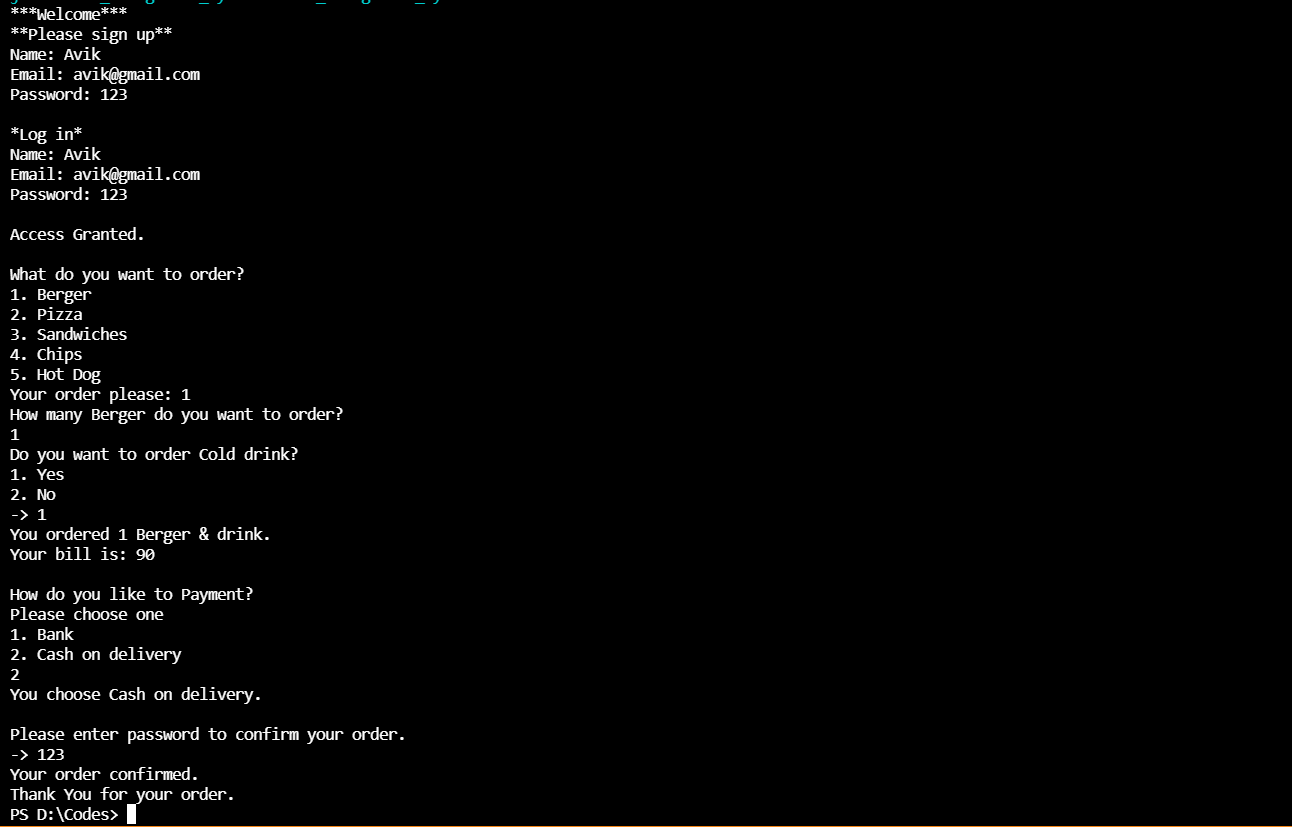 ***Welcome***
**Please sign up**
Name: Avik
Email: avik@gmail.com
Password: 123
*Log in*
Name: Avik
Email: avik@gmail.com
Password: 123
Access Granted.
What do you want to order?
1. Berger
2. Pizza
3. Sandwiches
4. Chips
5. Hot Dog
Your order please: 1
How many Berger do you want to order?
1
Do you want to order Cold drink?
1. Yes
2. No
-> 1
You ordered 1 Berger & drink.
Your bill is: 90
How do you like to Payment?
Please choose one
1. Bank
2. Cash on delivery
2
You choose Cash on delivery.
Please enter password to confirm your order.
-> 123
Your order confirmed.
Thank You for your order.
PS D:\Codes>